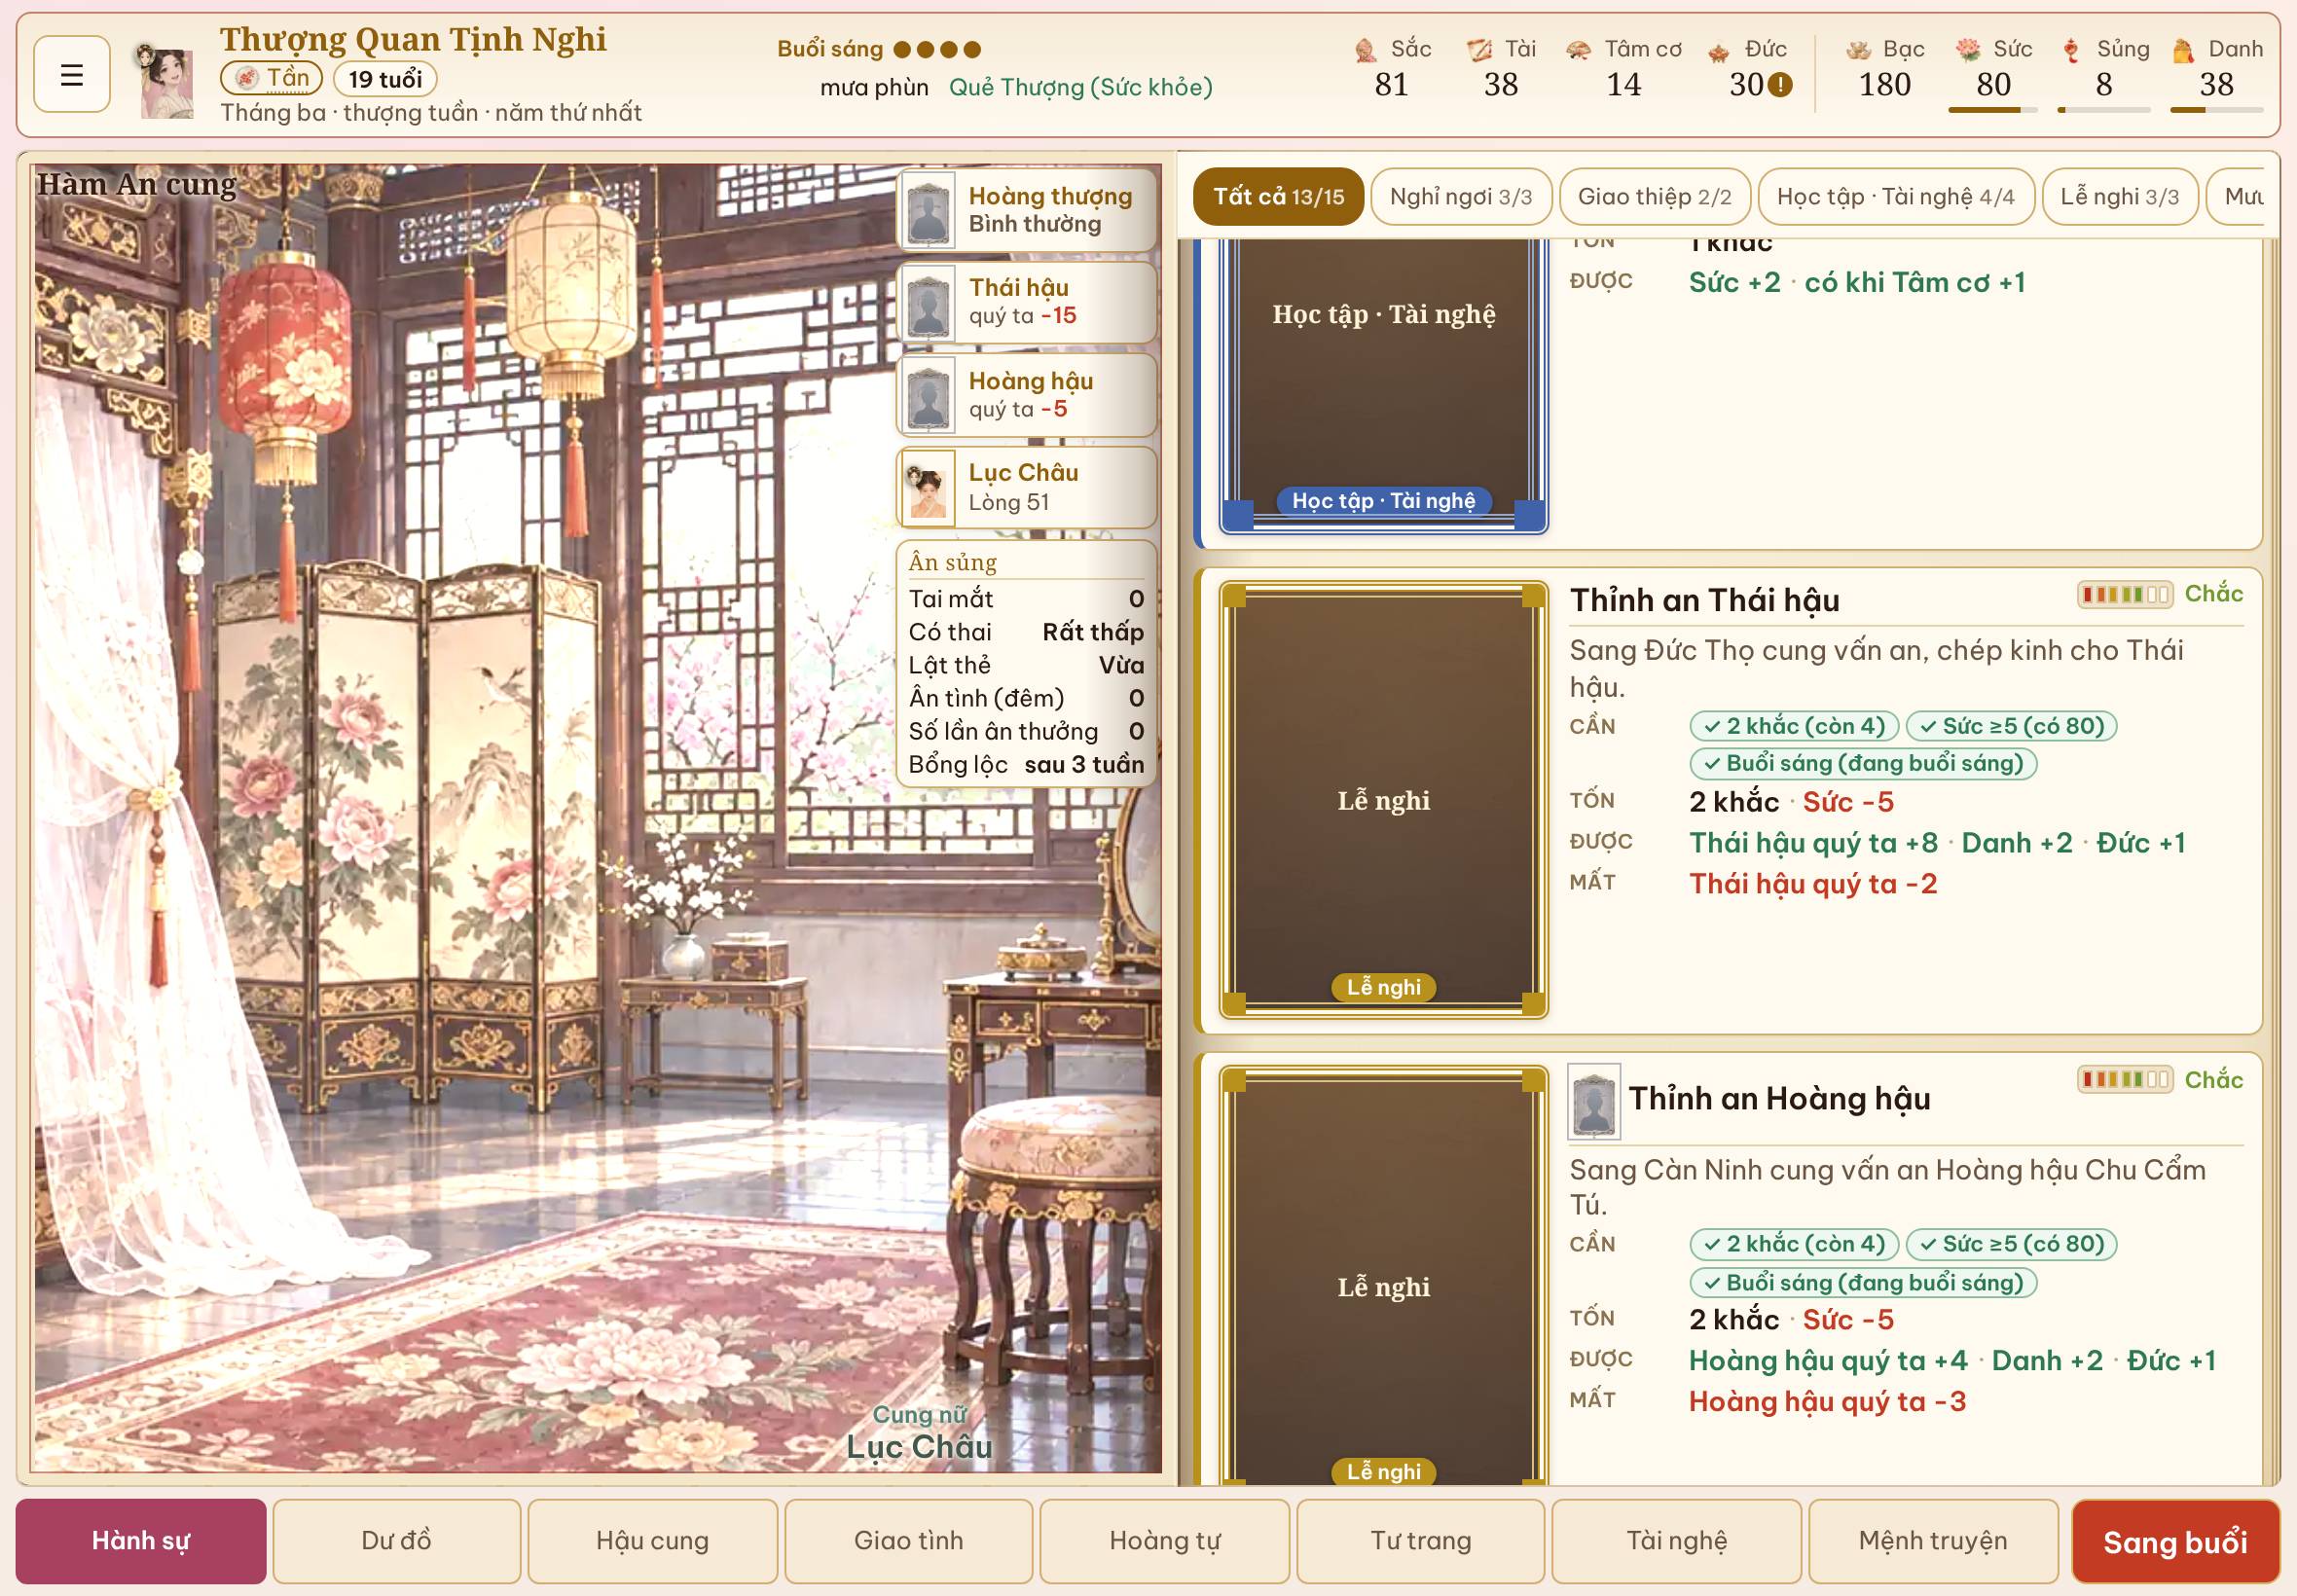 ☰
Thượng Quan Tịnh Nghi
Tần
19 tuổi
Tháng ba · thượng tuần · năm thứ nhất
Buổi sáng
mưa phùn Quẻ Thượng (Sức khỏe)
Sắc 81
Tài 38
Tâm cơ 14
Đức 30 !
Bạc 180
Sức 80
Sủng 8
Danh 38
Hàm An cung
Hoàng thượng
Bình thường
Thái hậu
quý ta -15
Hoàng hậu
quý ta -5
Lục Châu
Lòng 51
Ân sủng
Tai mắt 0
Có thai Rất thấp
Lật thẻ Vừa
Ân tình (đêm) 0
Số lần ân thưởng 0
Bổng lộc sau 3 tuần
Cung nữ
Lục Châu
Tất cả 13/15
Nghỉ ngơi 3/3
Giao thiệp 2/2
Học tập · Tài nghệ 4/4
Lễ nghi 3/3
Mưu
Học tập · Tài nghệ
Học tập · Tài nghệ
TỐN 1 khắc
ĐƯỢC Sức +2 · có khi Tâm cơ +1
Lễ nghi
Lễ nghi
Thỉnh an Thái hậu
Chắc
Sang Đức Thọ cung vấn an, chép kinh cho Thái
hậu.
CẦN ✓ 2 khắc (còn 4) ✓ Sức ≥5 (có 80)
✓ Buổi sáng (đang buổi sáng)
TỐN 2 khắc · Sức -5
ĐƯỢC Thái hậu quý ta +8 · Danh +2 · Đức +1
MẤT Thái hậu quý ta -2
Lễ nghi
Lễ nghi
Thỉnh an Hoàng hậu
Chắc
Sang Càn Ninh cung vấn an Hoàng hậu Chu Cẩm
Tú.
CẦN ✓ 2 khắc (còn 4) ✓ Sức ≥5 (có 80)
✓ Buổi sáng (đang buổi sáng)
TỐN 2 khắc · Sức -5
ĐƯỢC Hoàng hậu quý ta +4 · Danh +2 · Đức +1
MẤT Hoàng hậu quý ta -3
Hành sự
Dư đồ
Hậu cung
Giao tình
Hoàng tự
Tư trang
Tài nghệ
Mệnh truyện
Sang buổi